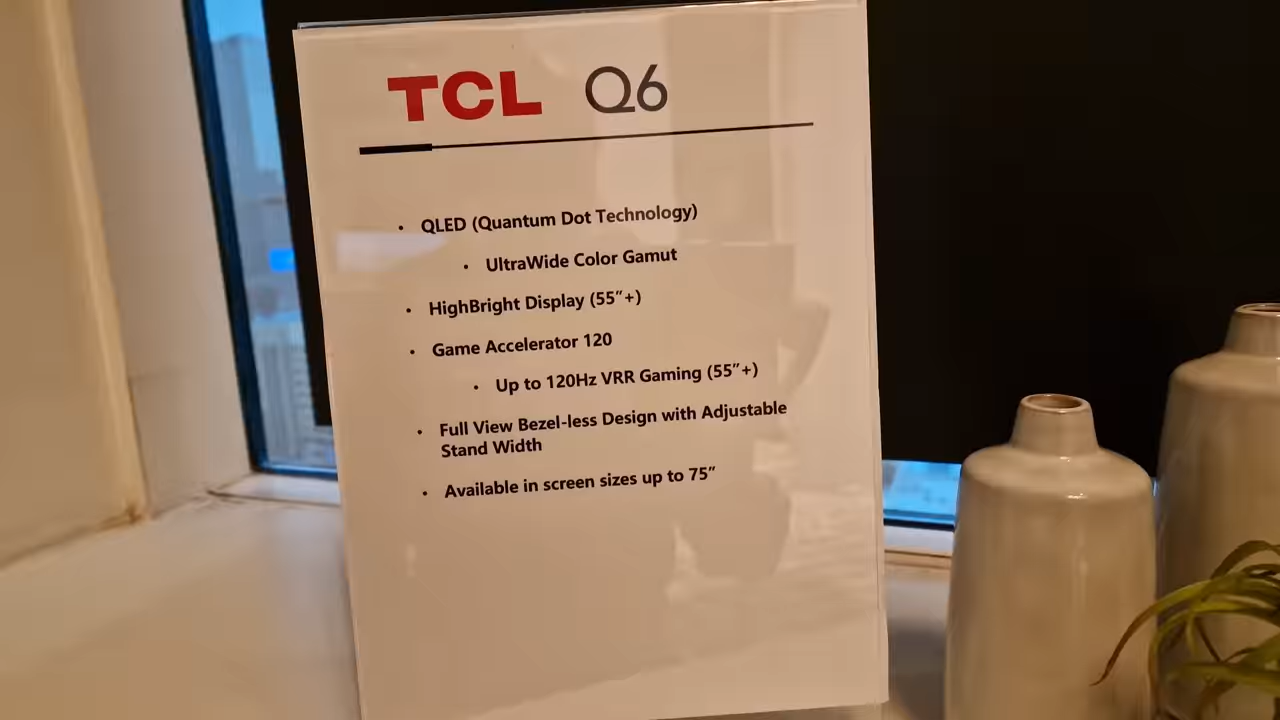 TCL Q6
• QLED (Quantum Dot Technology)
• UltraWide Color Gamut
• HighBright Display (55"+)
• Game Accelerator 120
• Up to 120Hz VRR Gaming (55"+)
• Full View Bezel-less Design with Adjustable
Stand Width
• Available in screen sizes up to 75"